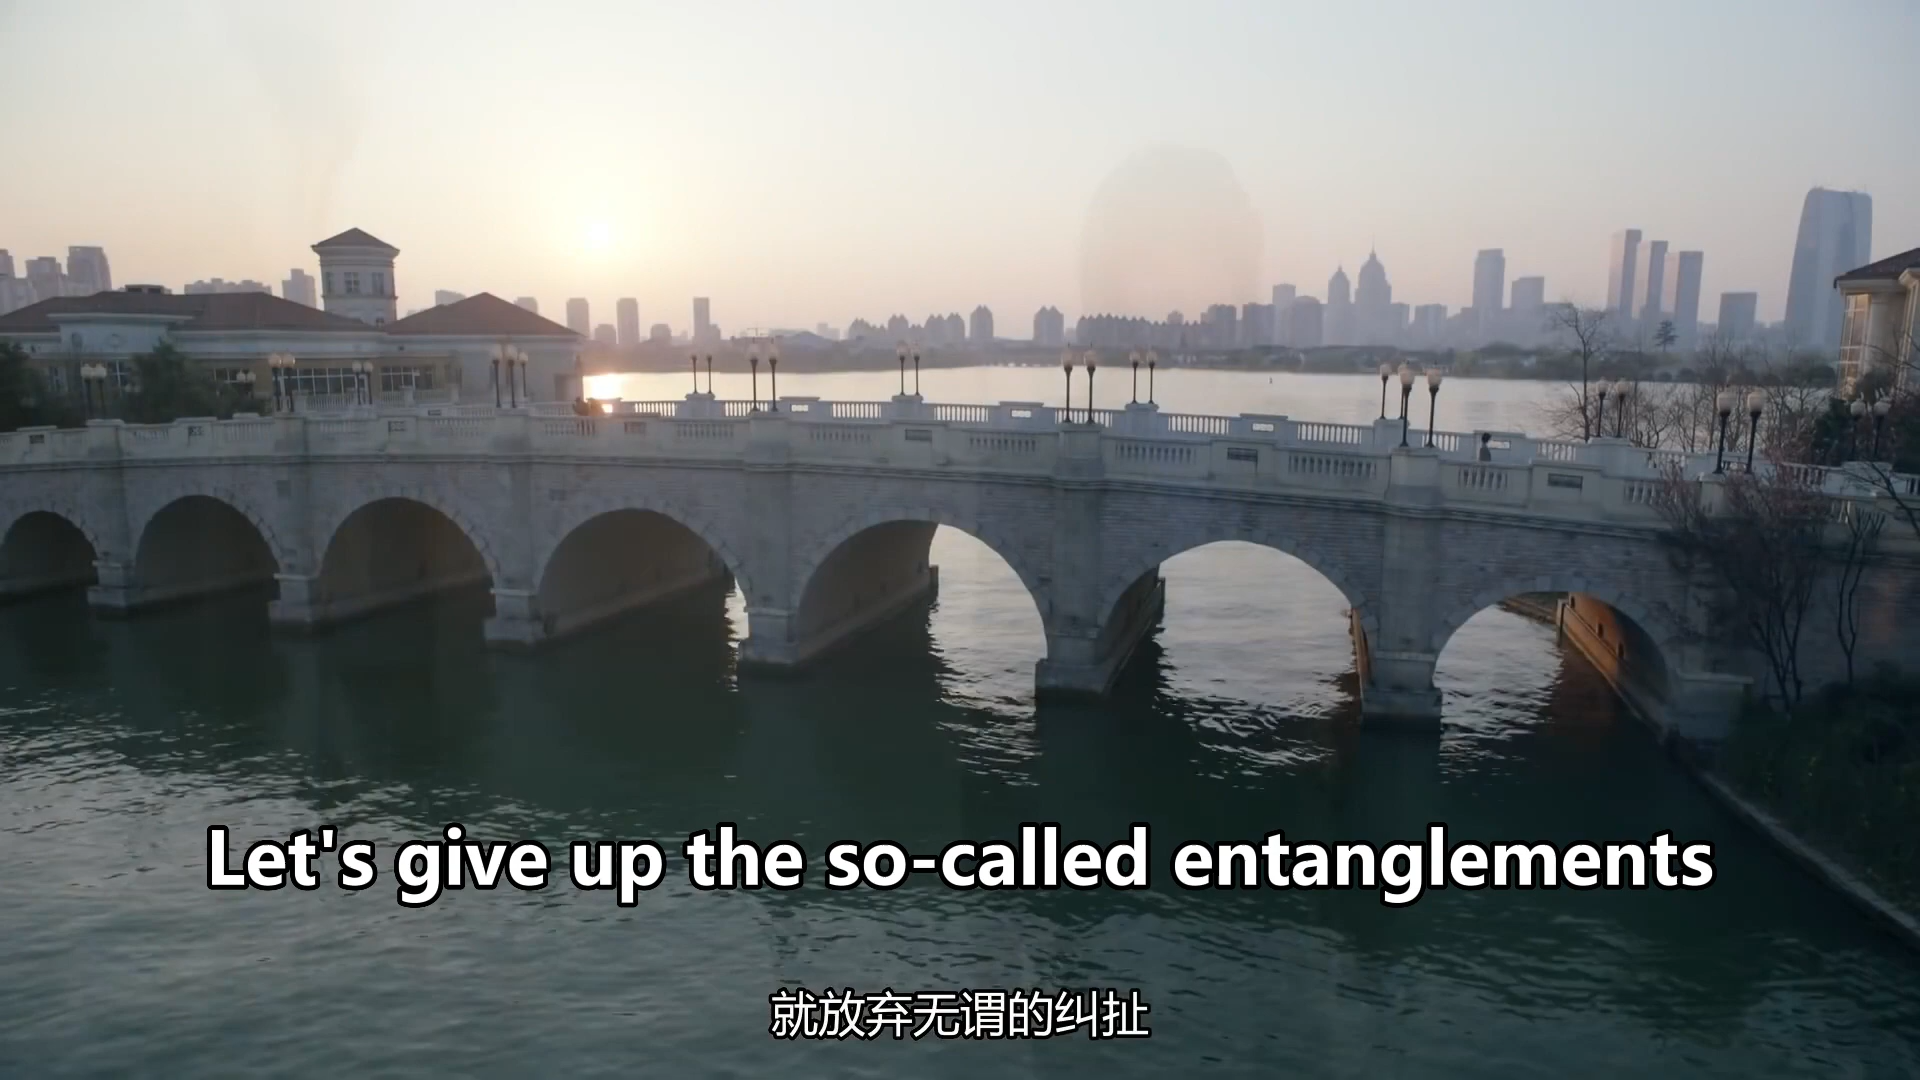 Let's give up the so-called entanglements
就放弃无谓的纠扯